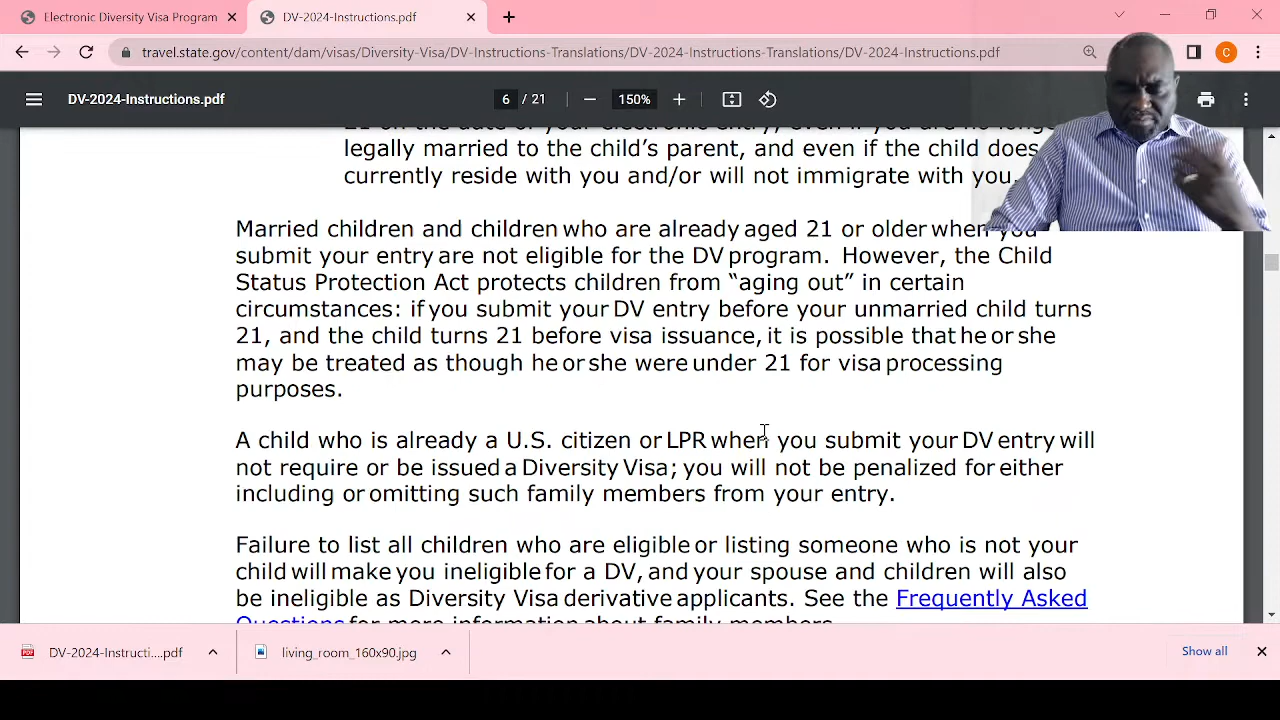 Electronic Diversity Visa Program
DV-2024-Instructions.pdf
travel.state.gov/content/dam/visas/Diversity-Visa/DV-Instructions-Translations/DV-2024-Instructions-Translations/DV-2024-Instructions.pdf
C
DV-2024-Instructions.pdf
6 / 21
150%
legally married to the child's parent, and even if the child does
currently reside with you and/or will not immigrate with you.
Married children and children who are already aged 21 or older when you
submit your entry are not eligible for the DV program. However, the Child
Status Protection Act protects children from “aging out” in certain
circumstances: if you submit your DV entry before your unmarried child turns
21, and the child turns 21 before visa issuance, it is possible that he or she
may be treated as though he or she were under 21 for visa processing
purposes.
A child who is already a U.S. citizen or LPR when you submit your DV entry will
not require or be issued a Diversity Visa; you will not be penalized for either
including or omitting such family members from your entry.
Failure to list all children who are eligible or listing someone who is not your
child will make you ineligible for a DV, and your spouse and children will also
be ineligible as Diversity Visa derivative applicants. See the Frequently Asked
Questions for more information about family members.
DV-2024-Instructi....pdf
living_room_160x90.jpg
Show all